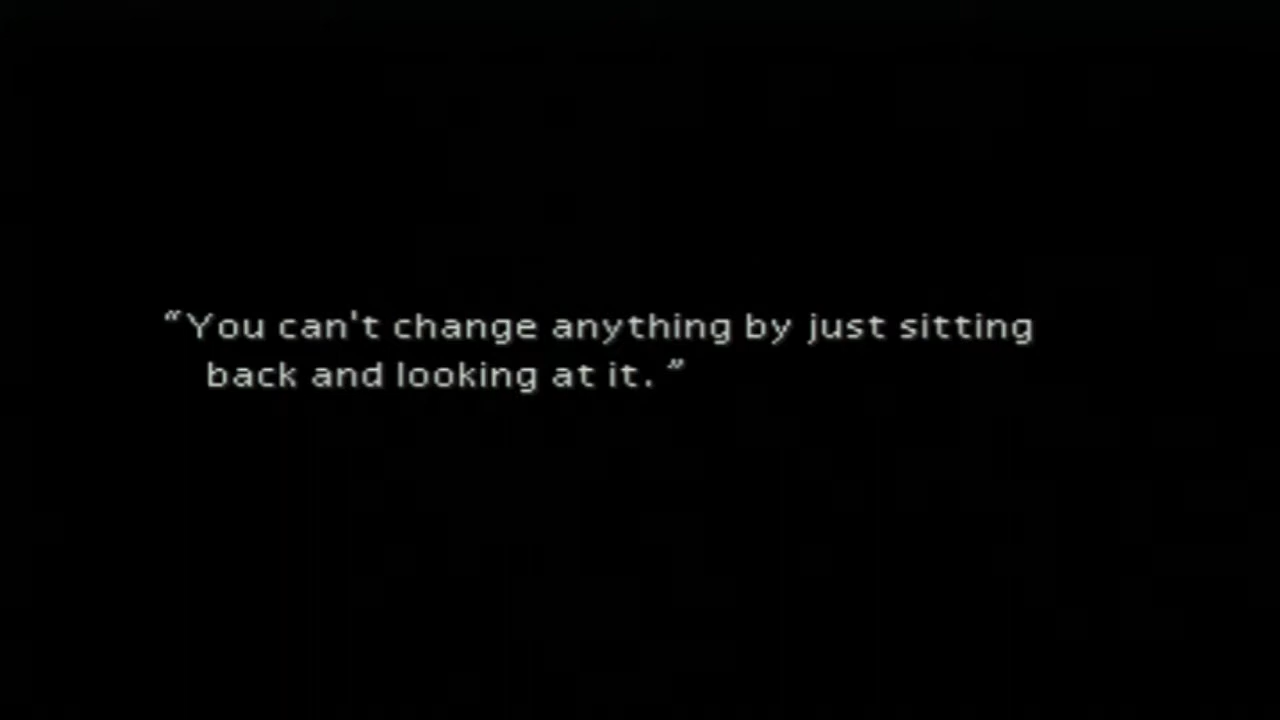 “You can't change anything by just sitting
back and looking at it. ”